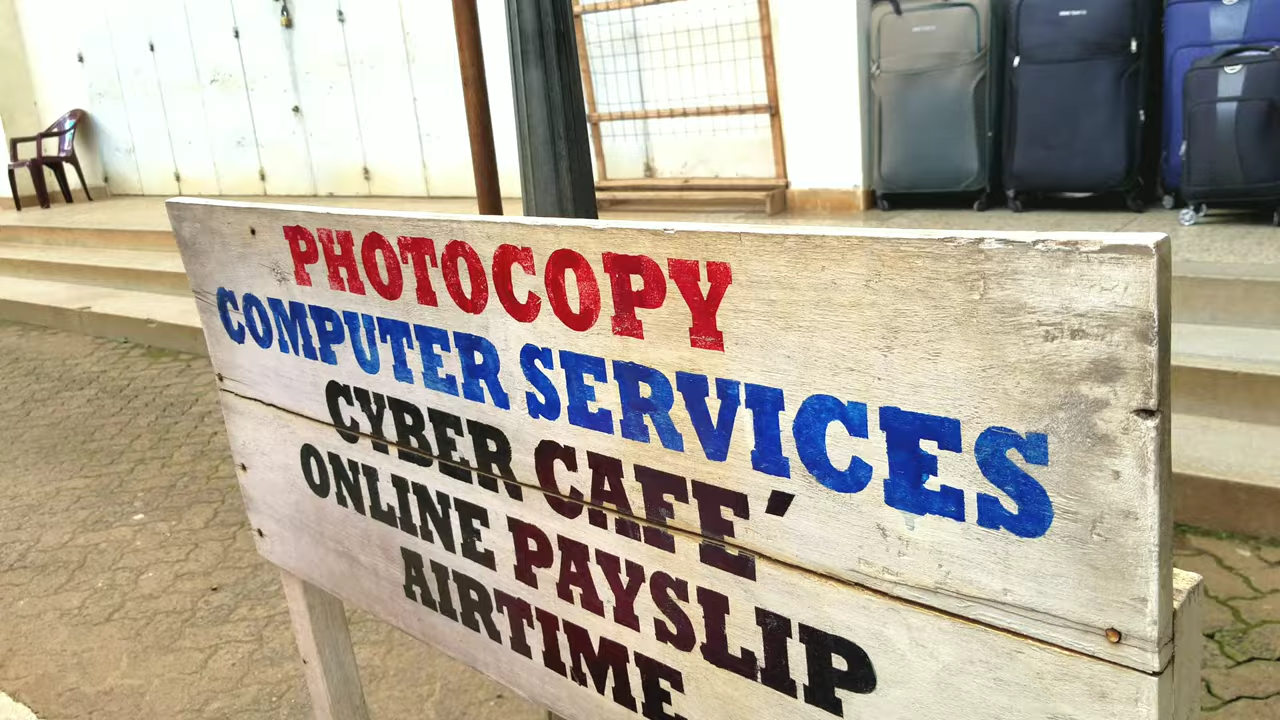 PHOTOCOPY
COMPUTER SERVICES
CYBER CAFE´
ONLINE PAYSLIP
AIRTIME